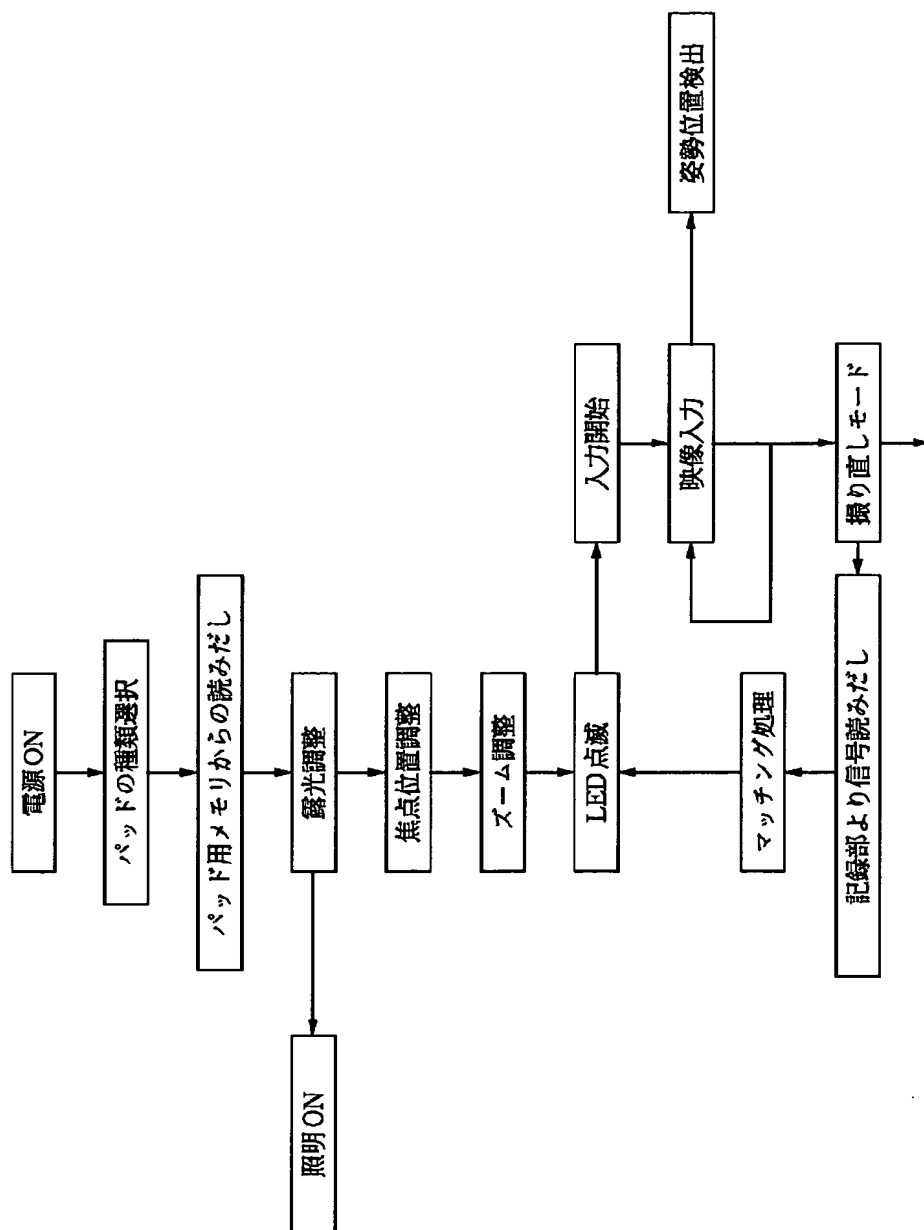 電源ON
パッドの種類選択
パッド用メモリからの読みだし
露光調整
照明ON
焦点位置調整
ズーム調整
LED点滅
入力開始
映像入力
姿勢位置検出
撮り直しモード
記録部より信号読みだし
マッチング処理